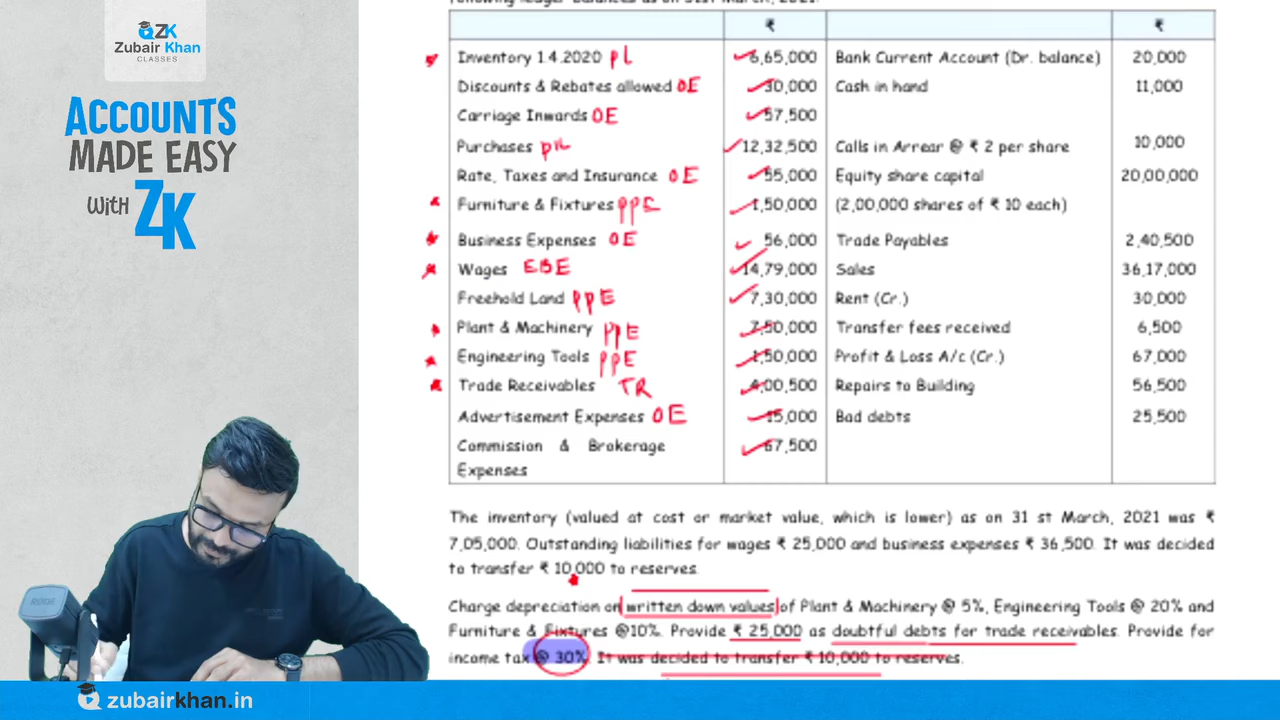 ZK
Zubair Khan
CLASSES
ACCOUNTS
MADE EASY
with ZK
RODE
following ledger balances as on 31st March, 2021:
₹ ₹
Inventory 1.4.2020 PL 6,65,000 Bank Current Account (Dr. balance) 20,000
Discounts & Rebates allowed OE 30,000 Cash in hand 11,000
Carriage Inwards OE 57,500
Purchases 12,32,500 Calls in Arrear @ ₹ 2 per share 10,000
Rate, Taxes and Insurance OE 55,000 Equity share capital 20,00,000
Furniture & Fixtures PPE 1,50,000 (2,00,000 shares of ₹ 10 each)
Business Expenses OE 56,000 Trade Payables 2,40,500
Wages EBE 14,79,000 Sales 36,17,000
Freehold Land PPE 7,30,000 Rent (Cr.) 30,000
Plant & Machinery PPE 7,50,000 Transfer fees received 6,500
Engineering Tools PPE 1,50,000 Profit & Loss A/c (Cr.) 67,000
Trade Receivables TR 4,00,500 Repairs to Building 56,500
Advertisement Expenses OE 15,000 Bad debts 25,500
Commission & Brokerage 67,500
Expenses
The inventory (valued at cost or market value, which is lower) as on 31 st March, 2021 was ₹
7,05,000. Outstanding liabilities for wages ₹ 25,000 and business expenses ₹ 36,500. It was decided
to transfer ₹ 10,000 to reserves.
Charge depreciation on written down values of Plant & Machinery @ 5%, Engineering Tools @ 20% and
Furniture & Fixtures @10%. Provide ₹ 25,000 as doubtful debts for trade receivables. Provide for
income tax @ 30%. It was decided to transfer ₹ 10,000 to reserves.
zubairkhan.in